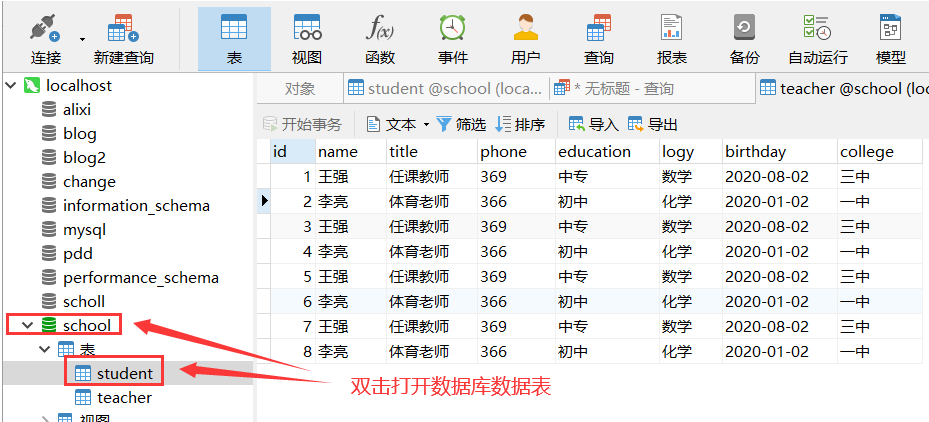 连接 新建查询 表 视图 函数 事件 用户 查询 报表 备份 自动运行 模型
localhost
alixi
blog
blog2
change
information_schema
mysql
pdd
performance_schema
scholl
school
表
student
teacher
视图
对象 student @school (loca... * 无标题 - 查询 teacher @school (loc
开始事务 文本 筛选 排序 导入 导出
id name title phone education logy birthday college
1 王强 任课教师 369 中专 数学 2020-08-02 三中
2 李亮 体育老师 366 初中 化学 2020-01-02 一中
3 王强 任课教师 369 中专 数学 2020-08-02 三中
4 李亮 体育老师 366 初中 化学 2020-01-02 一中
5 王强 任课教师 369 中专 数学 2020-08-02 三中
6 李亮 体育老师 366 初中 化学 2020-01-02 一中
7 王强 任课教师 369 中专 数学 2020-08-02 三中
8 李亮 体育老师 366 初中 化学 2020-01-02 一中
双击打开数据库数据表